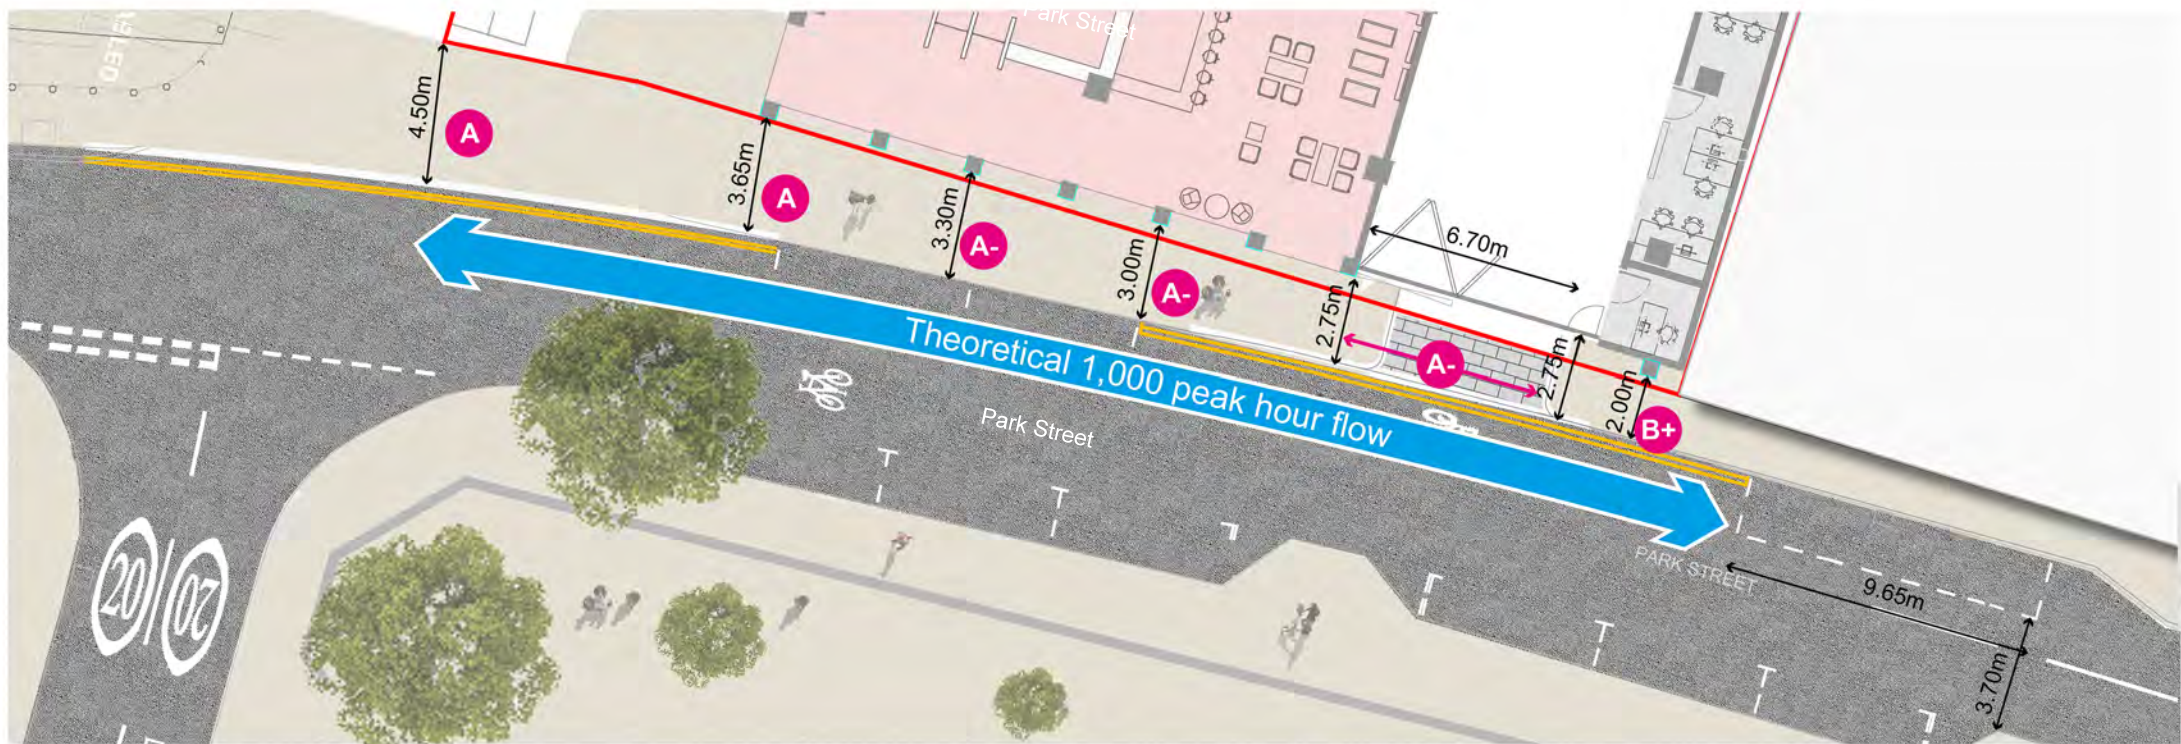 Park Street
4.50m
A
3.65m
A
3.30m
A-
3.00m
A-
6.70m
2.75m
A-
2.75m
2.00m
B+
Theoretical 1,000 peak hour flow
Park Street
PARK STREET
9.65m
3.70m
20
20